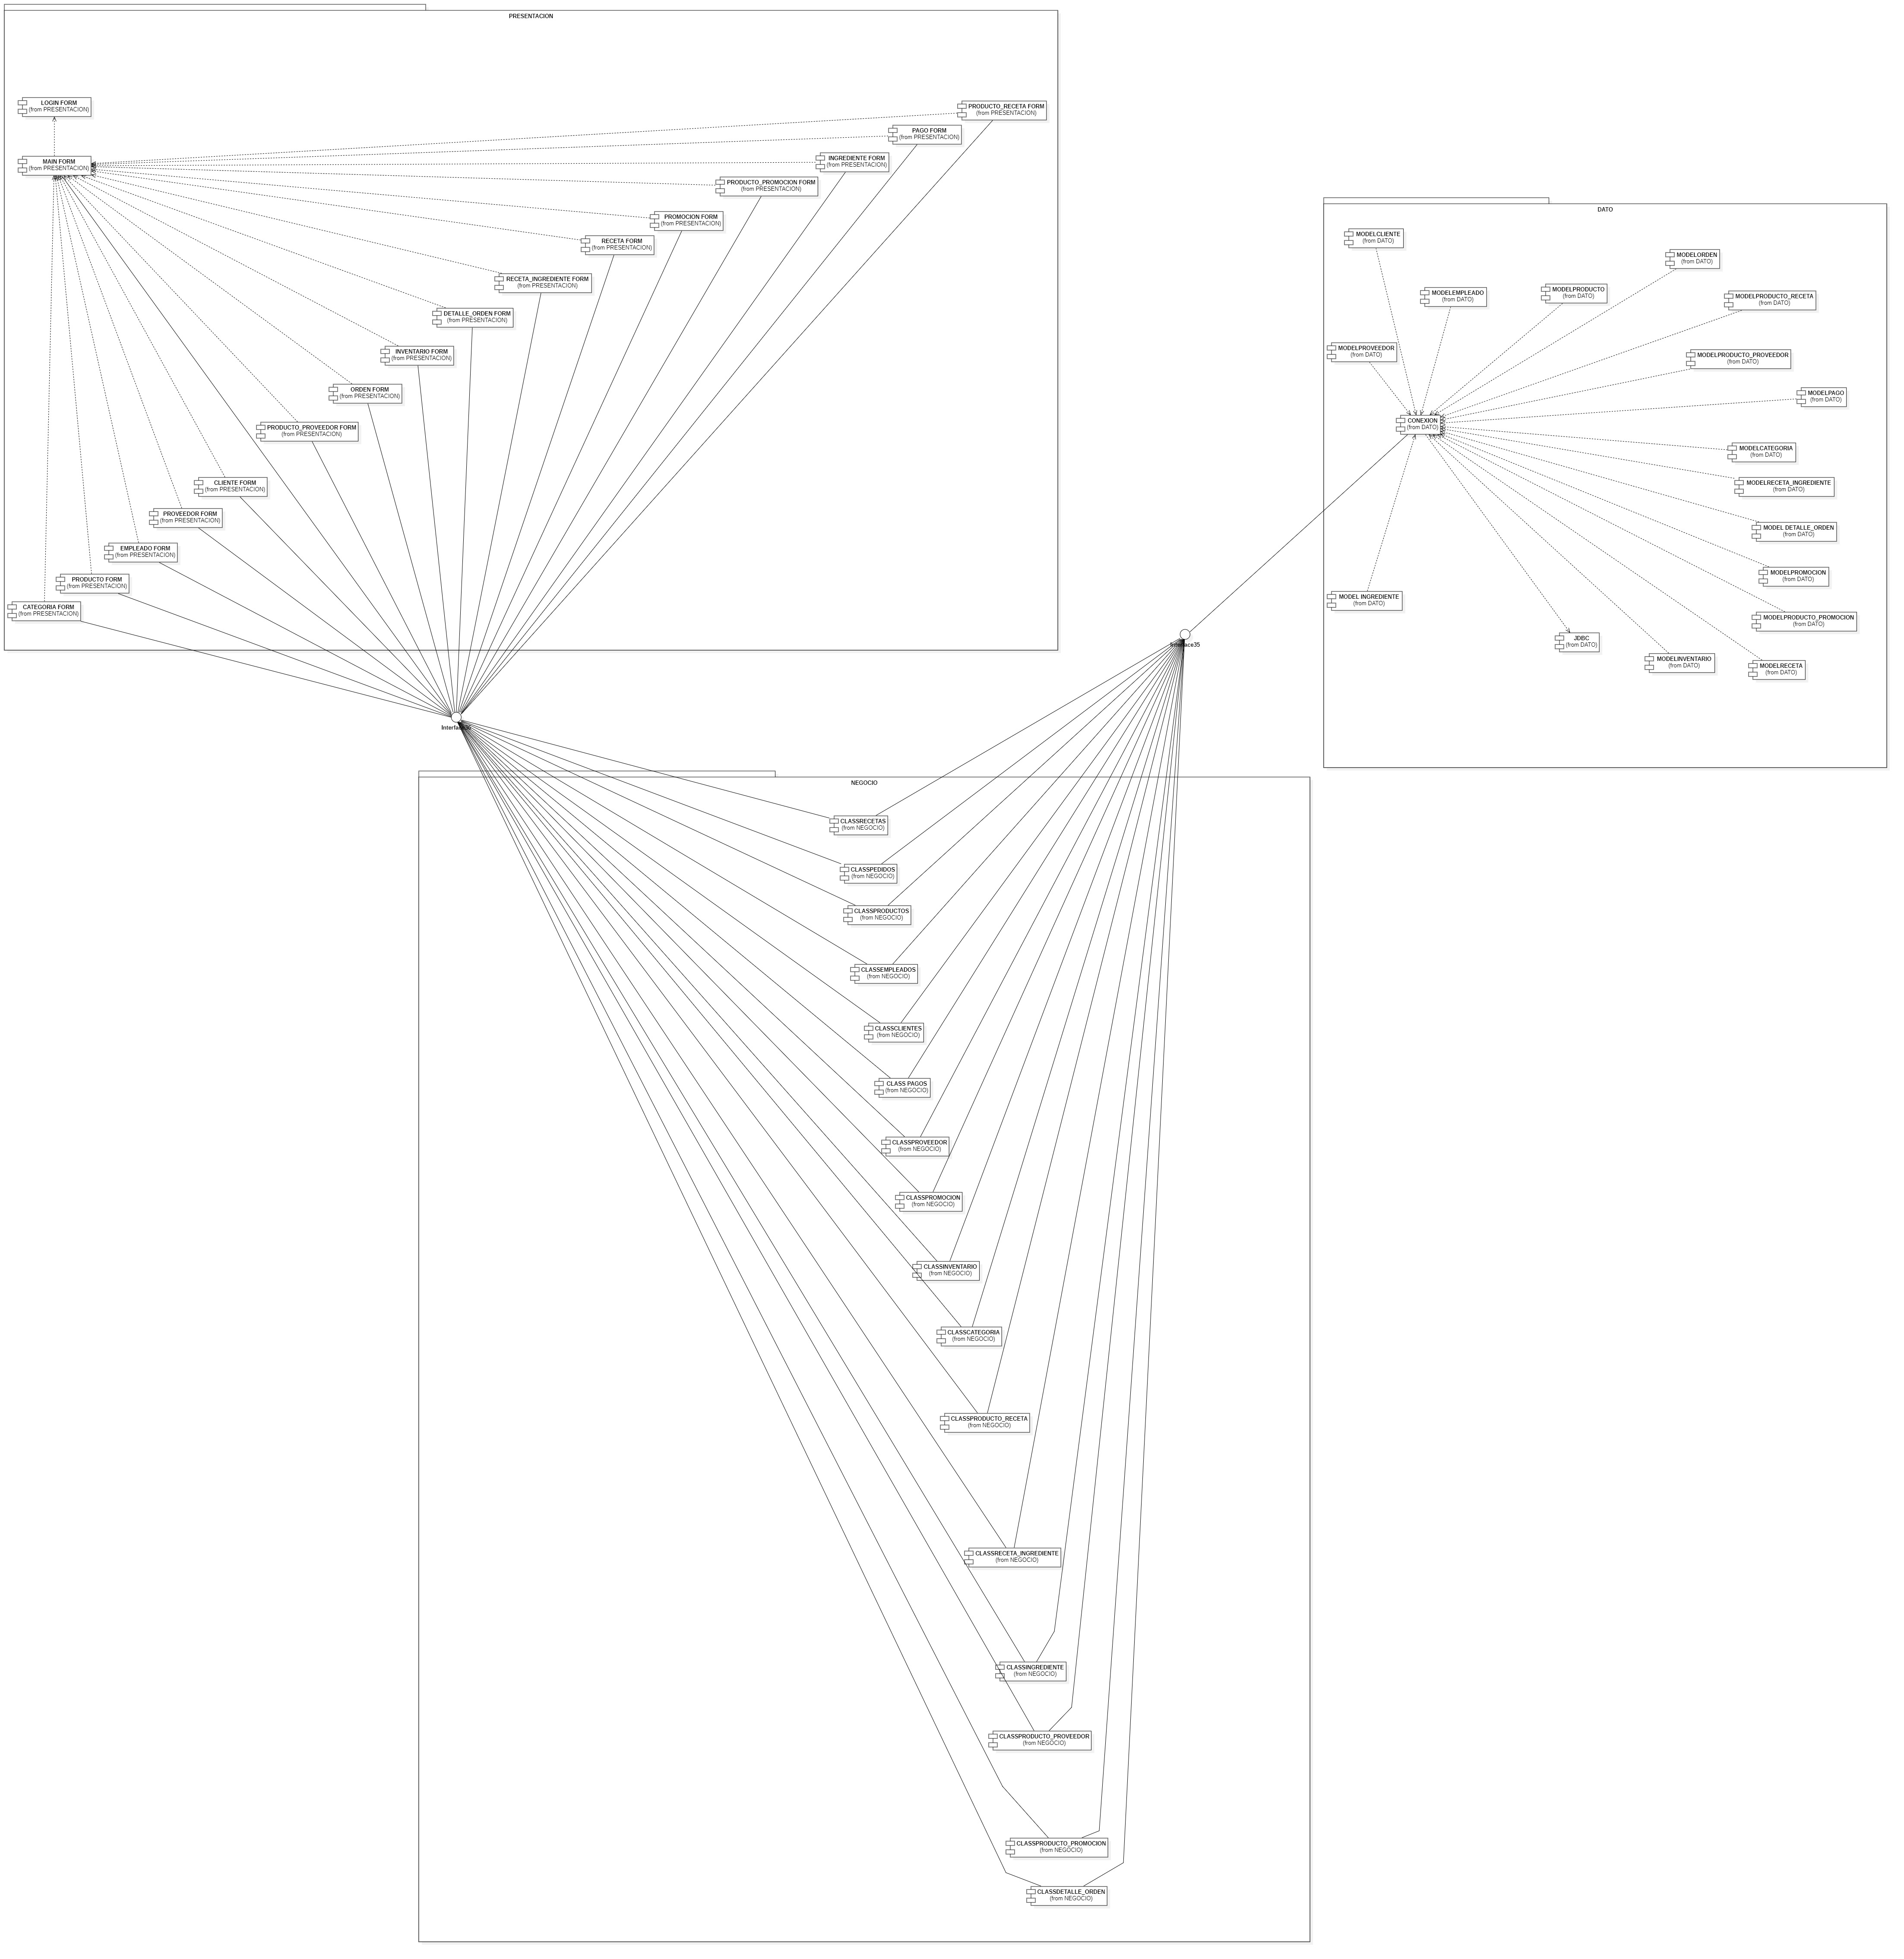 PRESENTACION
LOGIN FORM
(from PRESENTACION)
PRODUCTO_RECETA FORM
(from PRESENTACION)
PAGO FORM
(from PRESENTACION)
MAIN FORM
(from PRESENTACION)
INGREDIENTE FORM
(from PRESENTACION)
PRODUCTO_PROMOCION FORM
(from PRESENTACION)
PROMOCION FORM
(from PRESENTACION)
RECETA FORM
(from PRESENTACION)
RECETA_INGREDIENTE FORM
(from PRESENTACION)
DETALLE_ORDEN FORM
(from PRESENTACION)
INVENTARIO FORM
(from PRESENTACION)
ORDEN FORM
(from PRESENTACION)
PRODUCTO_PROVEEDOR FORM
(from PRESENTACION)
CLIENTE FORM
(from PRESENTACION)
PROVEEDOR FORM
(from PRESENTACION)
EMPLEADO FORM
(from PRESENTACION)
PRODUCTO FORM
(from PRESENTACION)
CATEGORIA FORM
(from PRESENTACION)
DATO
MODELCLIENTE
(from DATO)
MODELORDEN
(from DATO)
MODELEMPLEADO
(from DATO)
MODELPRODUCTO
(from DATO)
MODELPRODUCTO_RECETA
(from DATO)
MODELPROVEEDOR
(from DATO)
MODELPRODUCTO_PROVEEDOR
(from DATO)
MODELPAGO
(from DATO)
CONEXION
(from DATO)
MODELCATEGORIA
(from DATO)
MODELRECETA_INGREDIENTE
(from DATO)
MODEL DETALLE_ORDEN
(from DATO)
MODELPROMOCION
(from DATO)
MODEL INGREDIENTE
(from DATO)
MODELPRODUCTO_PROMOCION
(from DATO)
JDBC
(from DATO)
MODELINVENTARIO
(from DATO)
MODELRECETA
(from DATO)
Interface35
NEGOCIO
CLASSRECETAS
(from NEGOCIO)
CLASSPEDIDOS
(from NEGOCIO)
CLASSPRODUCTOS
(from NEGOCIO)
CLASSEMPLEADOS
(from NEGOCIO)
CLASSCLIENTES
(from NEGOCIO)
CLASS PAGOS
(from NEGOCIO)
CLASSPROVEEDOR
(from NEGOCIO)
CLASSPROMOCION
(from NEGOCIO)
CLASSINVENTARIO
(from NEGOCIO)
CLASSCATEGORIA
(from NEGOCIO)
CLASSPRODUCTO_RECETA
(from NEGOCIO)
CLASSRECETA_INGREDIENTE
(from NEGOCIO)
CLASSINGREDIENTE
(from NEGOCIO)
CLASSPRODUCTO_PROVEEDOR
(from NEGOCIO)
CLASSPRODUCTO_PROMOCION
(from NEGOCIO)
CLASSDETALLE_ORDEN
(from NEGOCIO)